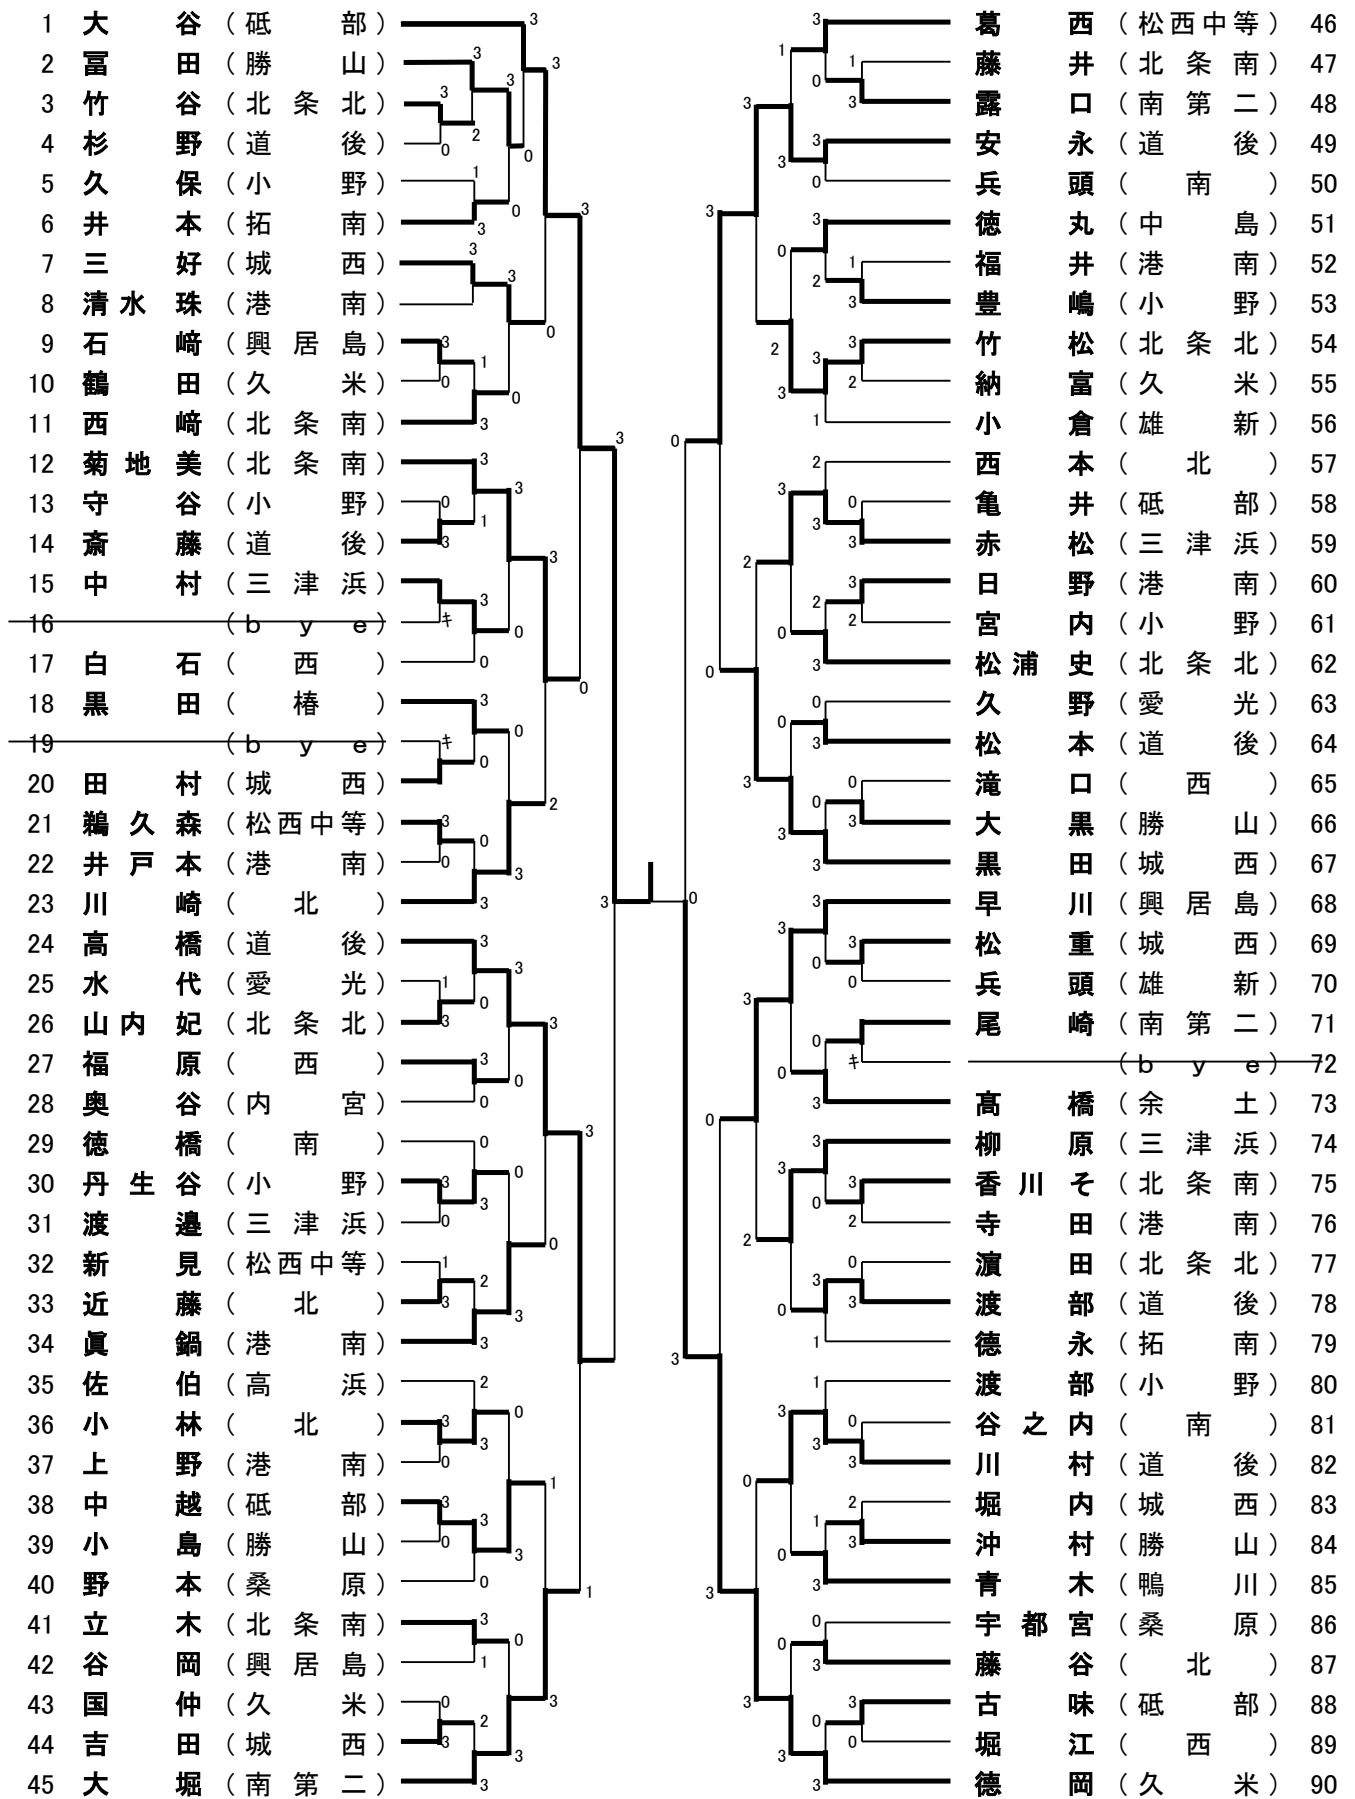 1 大 谷 （ 砥 部 ）
2 冨 田 （ 勝 山 ）
3 竹 谷 （ 北 条 北 ）
4 杉 野 （ 道 後 ）
5 久 保 （ 小 野 ）
6 井 本 （ 拓 南 ）
7 三 好 （ 城 西 ）
8 清 水 珠 （ 港 南 ）
9 石 﨑 （ 興 居 島 ）
10 鶴 田 （ 久 米 ）
11 西 﨑 （ 北 条 南 ）
12 菊 地 美 （ 北 条 南 ）
13 守 谷 （ 小 野 ）
14 斎 藤 （ 道 後 ）
15 中 村 （ 三 津 浜 ）
16 （ b y e ） キ
17 白 石 （ 西 ）
18 黒 田 （ 椿 ）
19 （ b y e ） キ
20 田 村 （ 城 西 ）
21 鵜 久 森 （ 松 西 中 等 ）
22 井 戸 本 （ 港 南 ）
23 川 崎 （ 北 ）
24 高 橋 （ 道 後 ）
25 水 代 （ 愛 光 ）
26 山 内 妃 （ 北 条 北 ）
27 福 原 （ 西 ）
28 奥 谷 （ 内 宮 ）
29 徳 橋 （ 南 ）
30 丹 生 谷 （ 小 野 ）
31 渡 邉 （ 三 津 浜 ）
32 新 見 （ 松 西 中 等 ）
33 近 藤 （ 北 ）
34 眞 鍋 （ 港 南 ）
35 佐 伯 （ 高 浜 ）
36 小 林 （ 北 ）
37 上 野 （ 港 南 ）
38 中 越 （ 砥 部 ）
39 小 島 （ 勝 山 ）
40 野 本 （ 桑 原 ）
41 立 木 （ 北 条 南 ）
42 谷 岡 （ 興 居 島 ）
43 国 仲 （ 久 米 ）
44 吉 田 （ 城 西 ）
45 大 堀 （ 南 第 二 ）
葛 西 （ 松 西 中 等 ） 46
藤 井 （ 北 条 南 ） 47
露 口 （ 南 第 二 ） 48
安 永 （ 道 後 ） 49
兵 頭 （ 南 ） 50
徳 丸 （ 中 島 ） 51
福 井 （ 港 南 ） 52
豊 嶋 （ 小 野 ） 53
竹 松 （ 北 条 北 ） 54
納 富 （ 久 米 ） 55
小 倉 （ 雄 新 ） 56
西 本 （ 北 ） 57
亀 井 （ 砥 部 ） 58
赤 松 （ 三 津 浜 ） 59
日 野 （ 港 南 ） 60
宮 内 （ 小 野 ） 61
松 浦 史 （ 北 条 北 ） 62
久 野 （ 愛 光 ） 63
松 本 （ 道 後 ） 64
滝 口 （ 西 ） 65
大 黒 （ 勝 山 ） 66
黒 田 （ 城 西 ） 67
早 川 （ 興 居 島 ） 68
松 重 （ 城 西 ） 69
兵 頭 （ 雄 新 ） 70
尾 崎 （ 南 第 二 ） 71
キ （ b y e ） 72
髙 橋 （ 余 土 ） 73
柳 原 （ 三 津 浜 ） 74
香 川 そ （ 北 条 南 ） 75
寺 田 （ 港 南 ） 76
濵 田 （ 北 条 北 ） 77
渡 部 （ 道 後 ） 78
徳 永 （ 拓 南 ） 79
渡 部 （ 小 野 ） 80
谷 之 内 （ 南 ） 81
川 村 （ 道 後 ） 82
堀 内 （ 城 西 ） 83
沖 村 （ 勝 山 ） 84
青 木 （ 鴨 川 ） 85
宇 都 宮 （ 桑 原 ） 86
藤 谷 （ 北 ） 87
古 味 （ 砥 部 ） 88
堀 江 （ 西 ） 89
德 岡 （ 久 米 ） 90